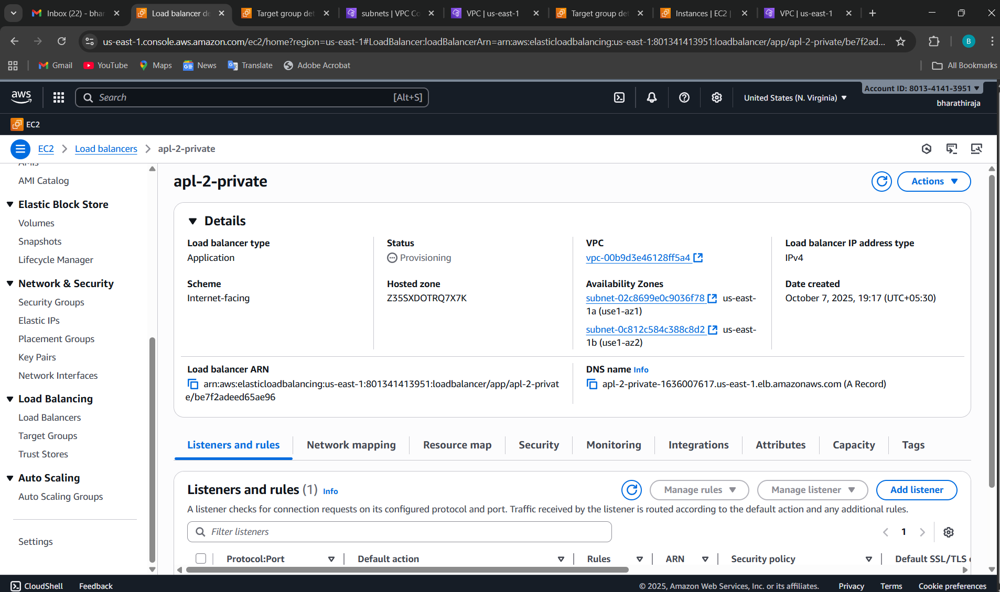 Inbox (22) - bhar
Load balancer de
Target group det
subnets | VPC Co
VPC | us-east-1
Target group det
Instances | EC2 |
VPC | us-east-1
us-east-1.console.aws.amazon.com/ec2/home?region=us-east-1#LoadBalancer:loadBalancerArn=arn:aws:elasticloadbalancing:us-east-1:801341413951:loadbalancer/app/apl-2-private/be7f2ad...
B
Gmail
YouTube
Maps
News
Translate
Adobe Acrobat
All Bookmarks
aws
Search
[Alt+S]
United States (N. Virginia)
Account ID: 8013-4141-3951
bharathiraja
EC2
EC2
Load balancers
apl-2-private
AMIs
AMI Catalog
Elastic Block Store
Volumes
Snapshots
Lifecycle Manager
Network & Security
Security Groups
Elastic IPs
Placement Groups
Key Pairs
Network Interfaces
Load Balancing
Load Balancers
Target Groups
Trust Stores
Auto Scaling
Auto Scaling Groups
Settings
apl-2-private
Actions
Details
Load balancer type
Application
Status
Provisioning
VPC
vpc-00b9d3e46128ff5a4
Load balancer IP address type
IPv4
Scheme
Internet-facing
Hosted zone
Z35SXDOTRQ7X7K
Availability Zones
subnet-02c8699e0c9036f78 us-east-
1a (use1-az1)
subnet-0c812c584c388c8d2 us-east-
1b (use1-az2)
Date created
October 7, 2025, 19:17 (UTC+05:30)
Load balancer ARN
arn:aws:elasticloadbalancing:us-east-1:801341413951:loadbalancer/app/apl-2-privat
e/be7f2adeed65ae96
DNS name Info
apl-2-private-1636007617.us-east-1.elb.amazonaws.com (A Record)
Listeners and rules
Network mapping
Resource map
Security
Monitoring
Integrations
Attributes
Capacity
Tags
Listeners and rules (1) Info
Manage rules
Manage listener
Add listener
A listener checks for connection requests on its configured protocol and port. Traffic received by the listener is routed according to the default action and any additional rules.
Filter listeners
1
Protocol:Port
Default action
Rules
ARN
Security policy
Default SSL/TLS c
CloudShell
Feedback
© 2025, Amazon Web Services, Inc. or its affiliates.
Privacy
Terms
Cookie preferences